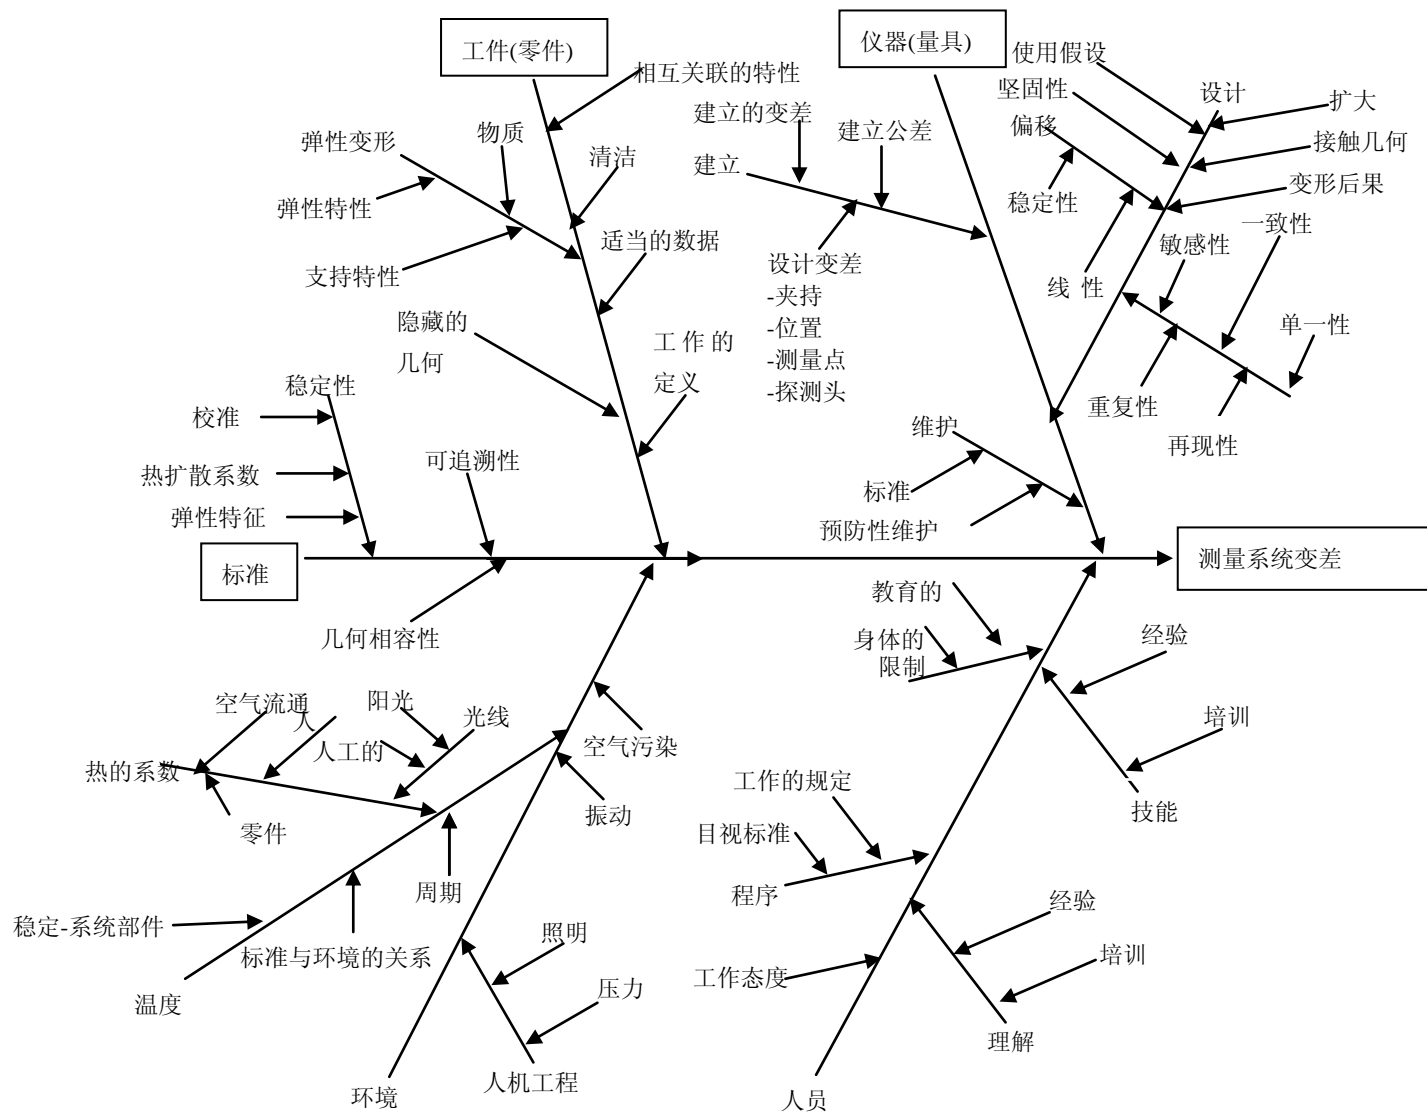 工件(零件)
仪器(量具)
使用假设
相互关联的特性
坚固性
设计
扩大
建立的变差
偏移
建立公差
接触几何
弹性变形
物质
清洁
建立
变形后果
弹性特性
稳定性
一致性
适当的数据
敏感性
支持特性
设计变差
-夹持
-位置
-测量点
-探测头
线 性
隐藏的
几何
工 作 的
定义
单一性
稳定性
校准
重复性
再现性
维护
热扩散系数
可追溯性
标准
弹性特征
预防性维护
标准
测量系统变差
教育的
几何相容性
身体的
限制
经验
空气流通
人
阳光
光线
人工的
空气污染
培训
热的系数
工作的规定
零件
振动
技能
目视标准
周期
程序
稳定-系统部件
标准与环境的关系
照明
经验
培训
工作态度
温度
压力
理解
人机工程
环境
人员